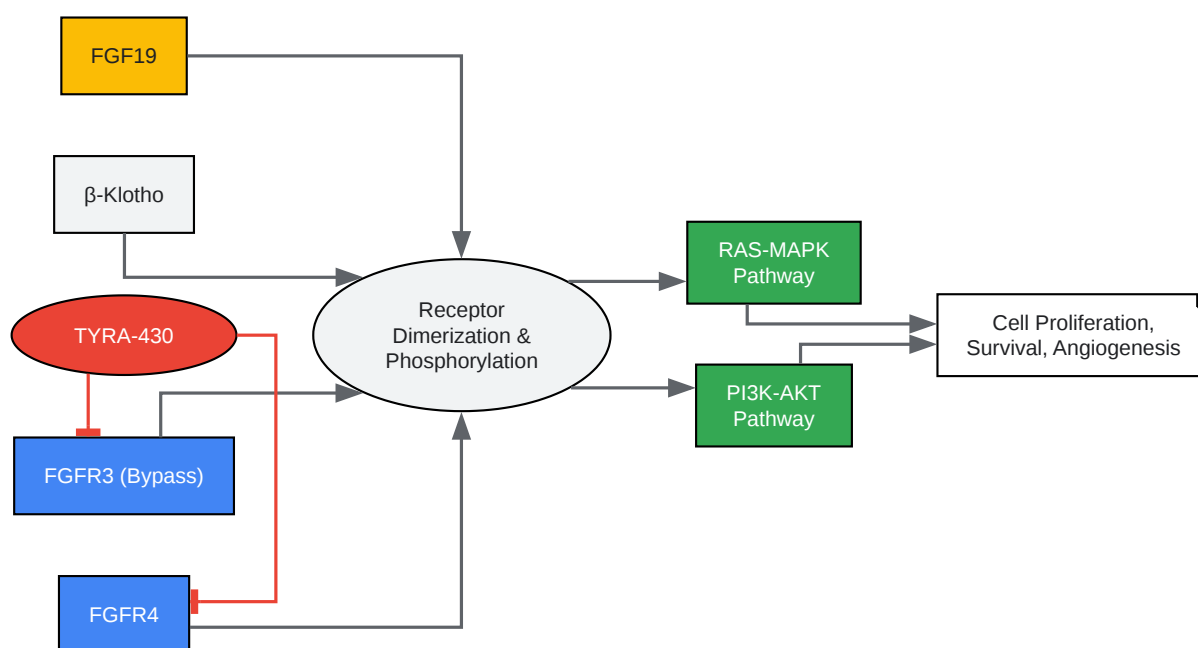 FGF19
β-Klotho
TYRA-430
FGFR3 (Bypass)
FGFR4
Receptor
Dimerization &
Phosphorylation
RAS-MAPK
Pathway
PI3K-AKT
Pathway
Cell Proliferation,
Survival, Angiogenesis